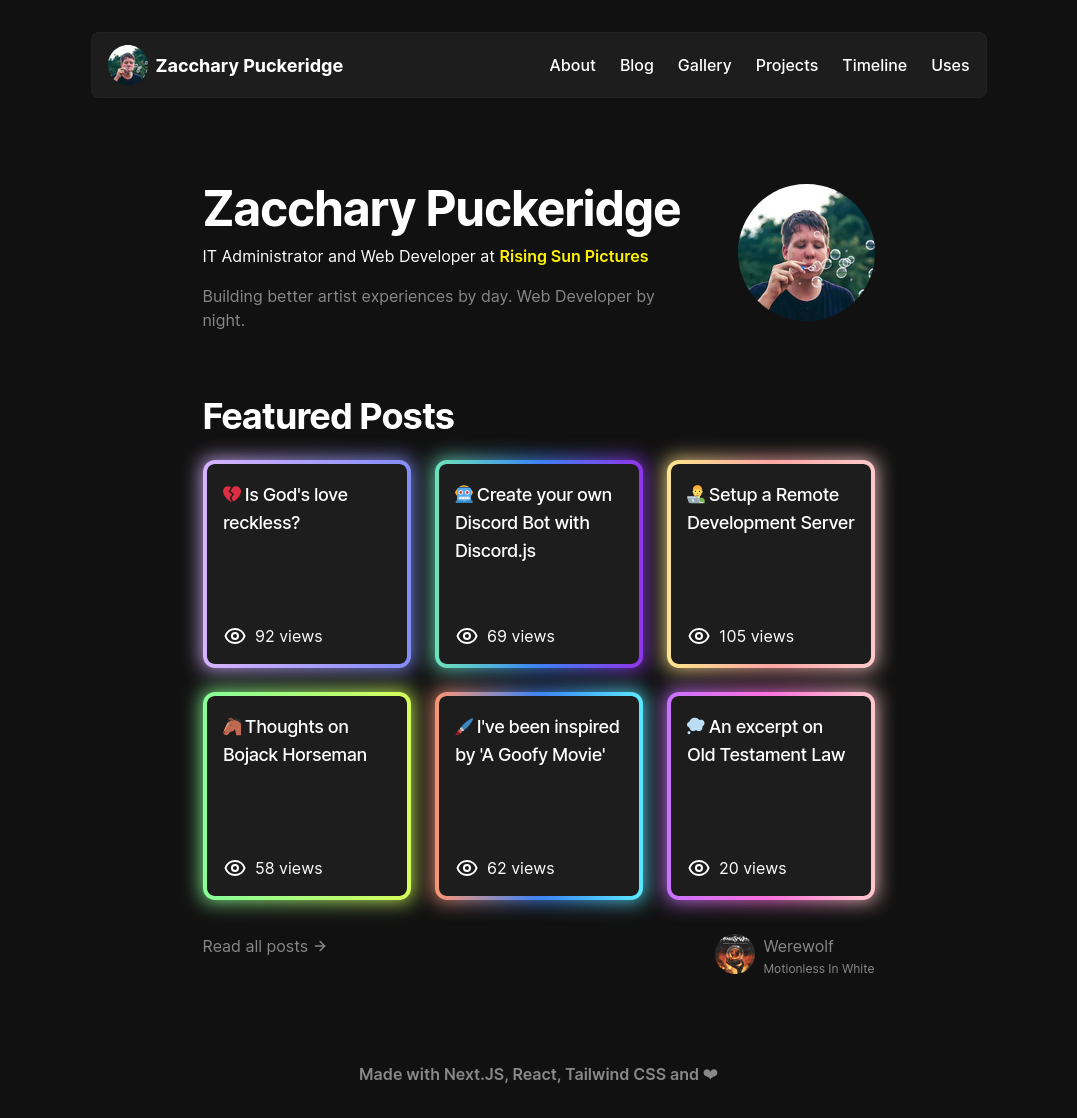 Zacchary Puckeridge
About Blog Gallery Projects Timeline Uses
Zacchary Puckeridge
IT Administrator and Web Developer at Rising Sun Pictures
Building better artist experiences by day. Web Developer by
night.
Featured Posts
💔 Is God's love
reckless?
92 views
🤖 Create your own
Discord Bot with
Discord.js
69 views
👨‍💻 Setup a Remote
Development Server
105 views
🐴 Thoughts on
Bojack Horseman
58 views
🖌️ I've been inspired
by 'A Goofy Movie'
62 views
💭 An excerpt on
Old Testament Law
20 views
Read all posts →
Werewolf
Motionless In White
Made with Next.JS, React, Tailwind CSS and ❤